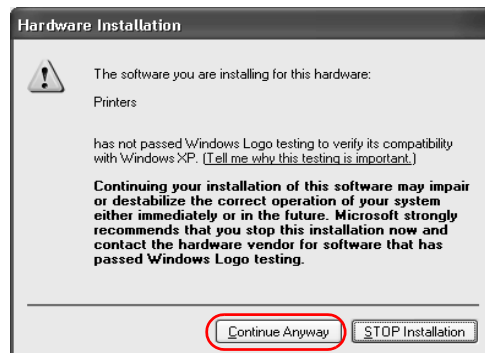 Hardware Installation
The software you are installing for this hardware:
Printers
has not passed Windows Logo testing to verify its compatibility
with Windows XP. (Tell me why this testing is important.)
Continuing your installation of this software may impair
or destabilize the correct operation of your system
either immediately or in the future. Microsoft strongly
recommends that you stop this installation now and
contact the hardware vendor for software that has
passed Windows Logo testing.
Continue Anyway
STOP Installation